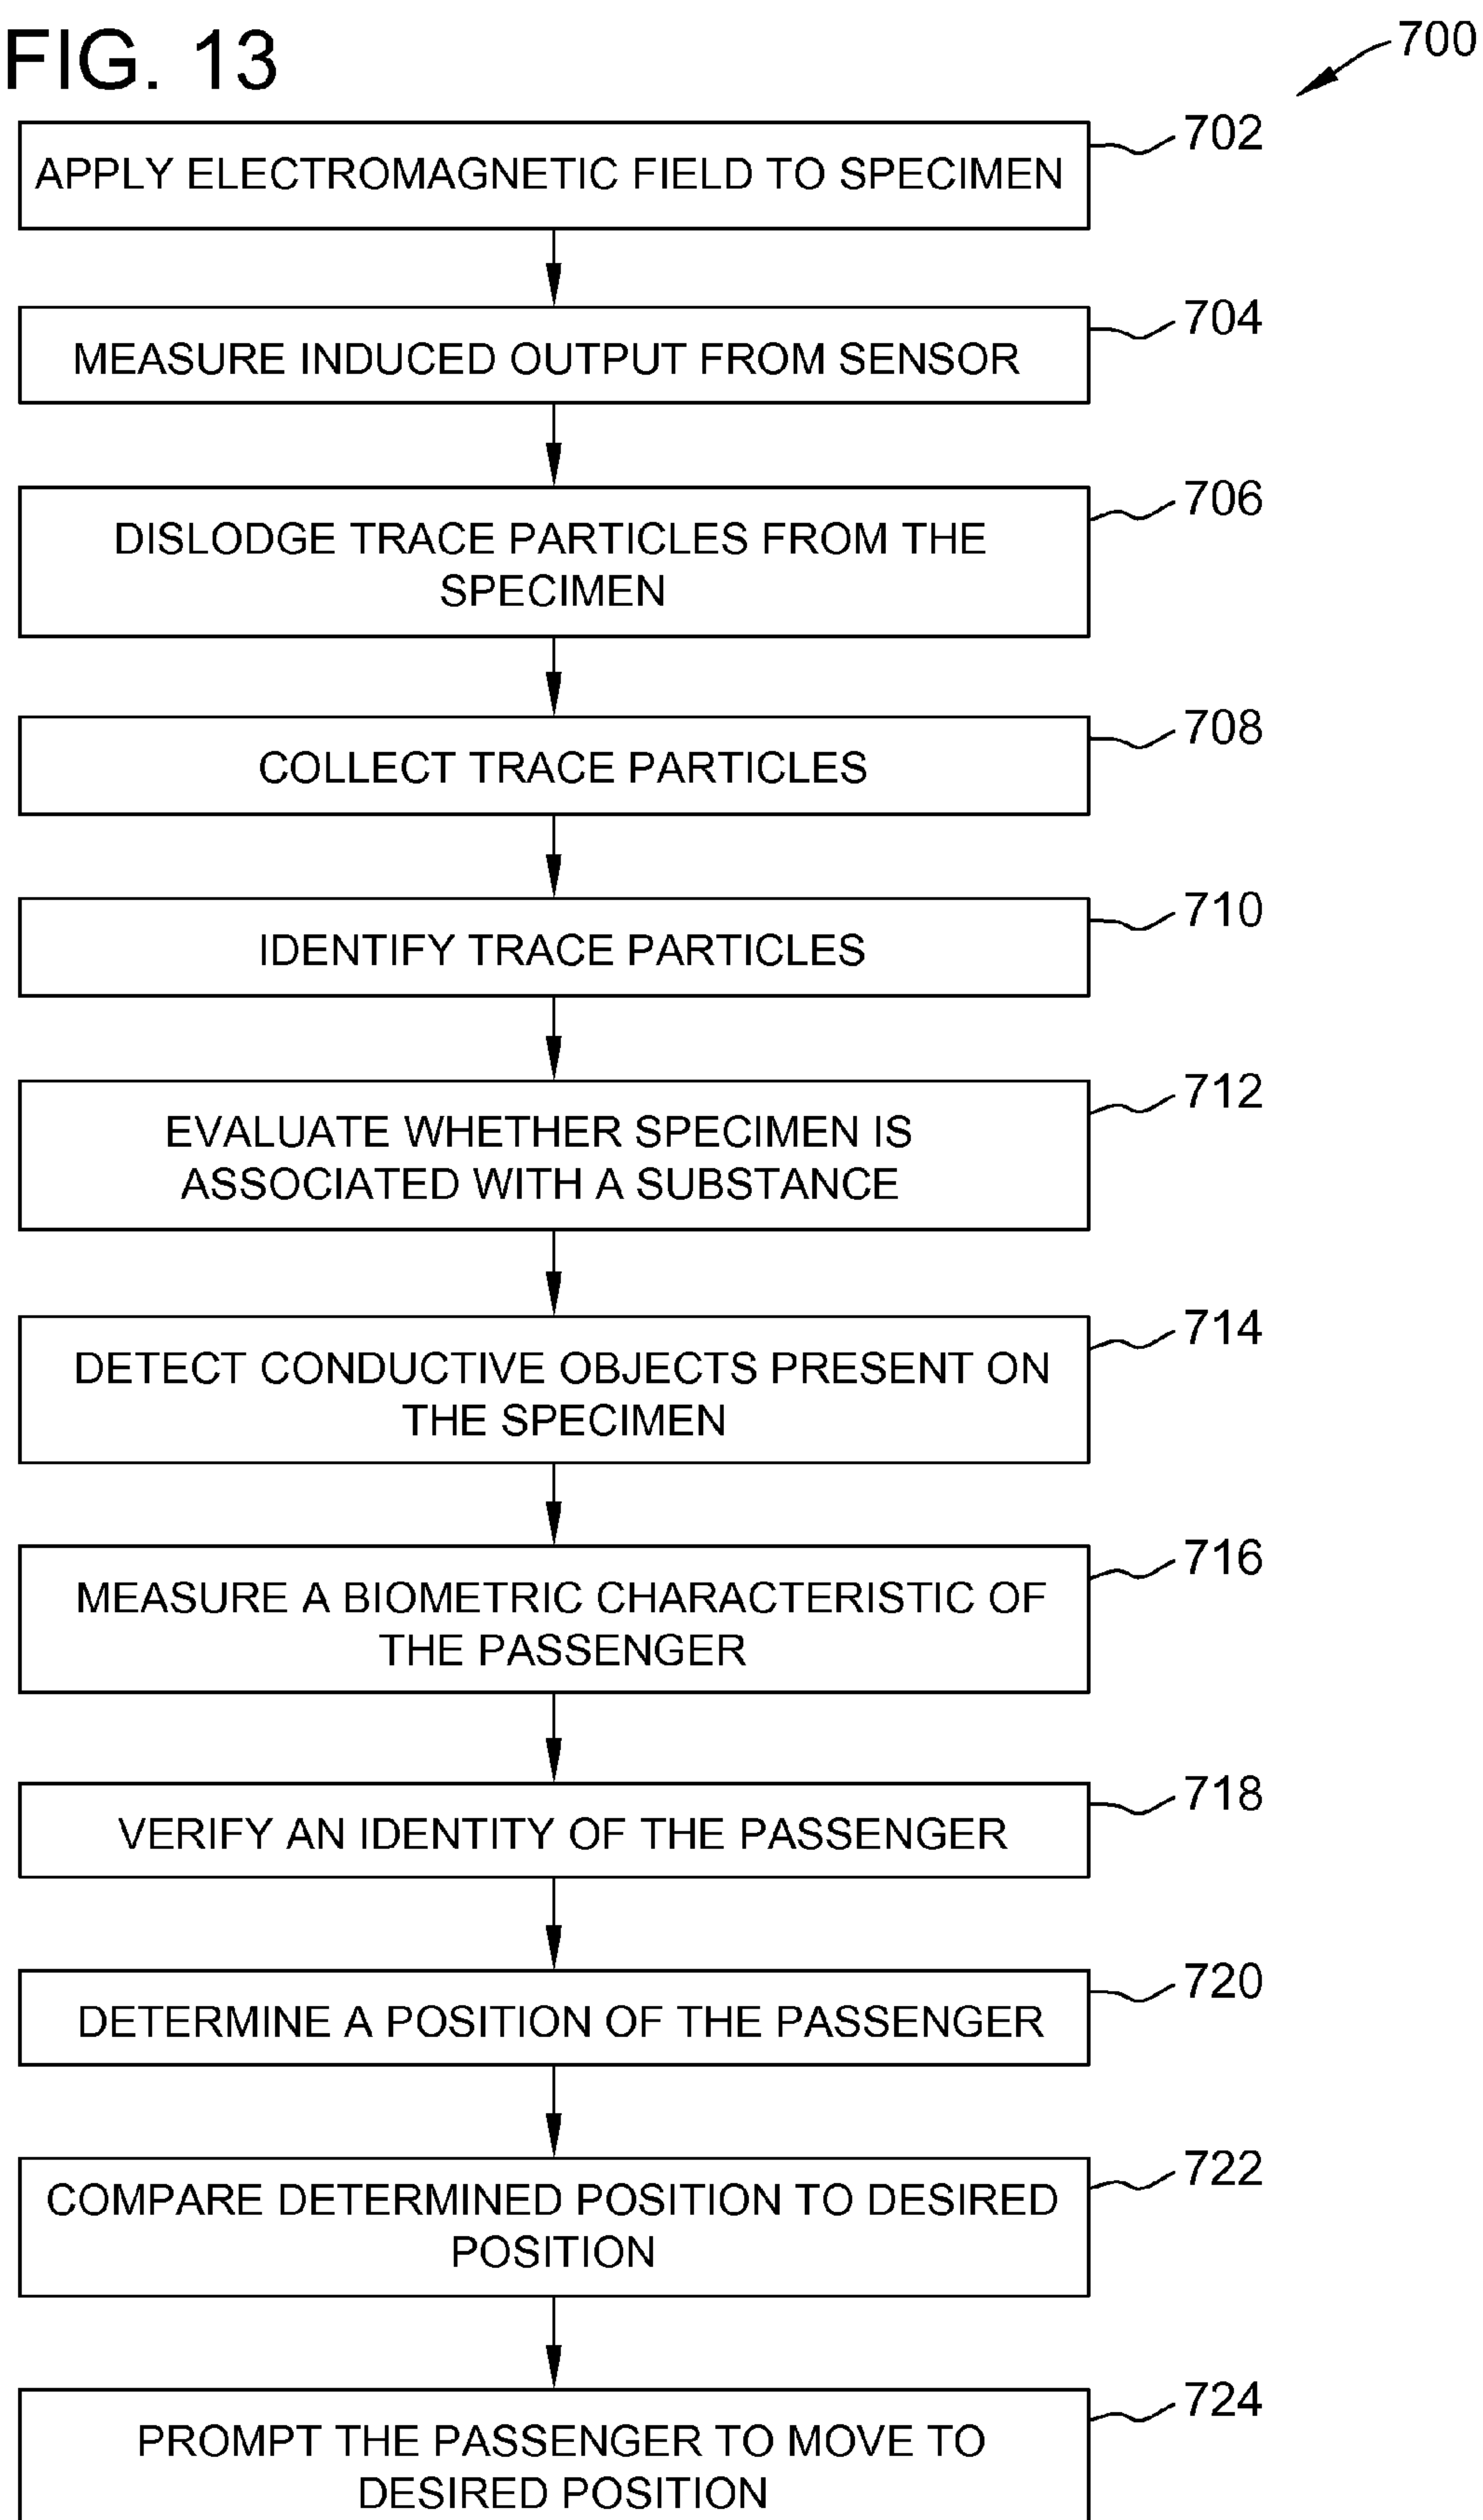 FIG. 13
700
702
APPLY ELECTROMAGNETIC FIELD TO SPECIMEN
704
MEASURE INDUCED OUTPUT FROM SENSOR
706
DISLODGE TRACE PARTICLES FROM THE
SPECIMEN
708
COLLECT TRACE PARTICLES
710
IDENTIFY TRACE PARTICLES
712
EVALUATE WHETHER SPECIMEN IS
ASSOCIATED WITH A SUBSTANCE
714
DETECT CONDUCTIVE OBJECTS PRESENT ON
THE SPECIMEN
716
MEASURE A BIOMETRIC CHARACTERISTIC OF
THE PASSENGER
718
VERIFY AN IDENTITY OF THE PASSENGER
720
DETERMINE A POSITION OF THE PASSENGER
722
COMPARE DETERMINED POSITION TO DESIRED
POSITION
724
PROMPT THE PASSENGER TO MOVE TO
DESIRED POSITION